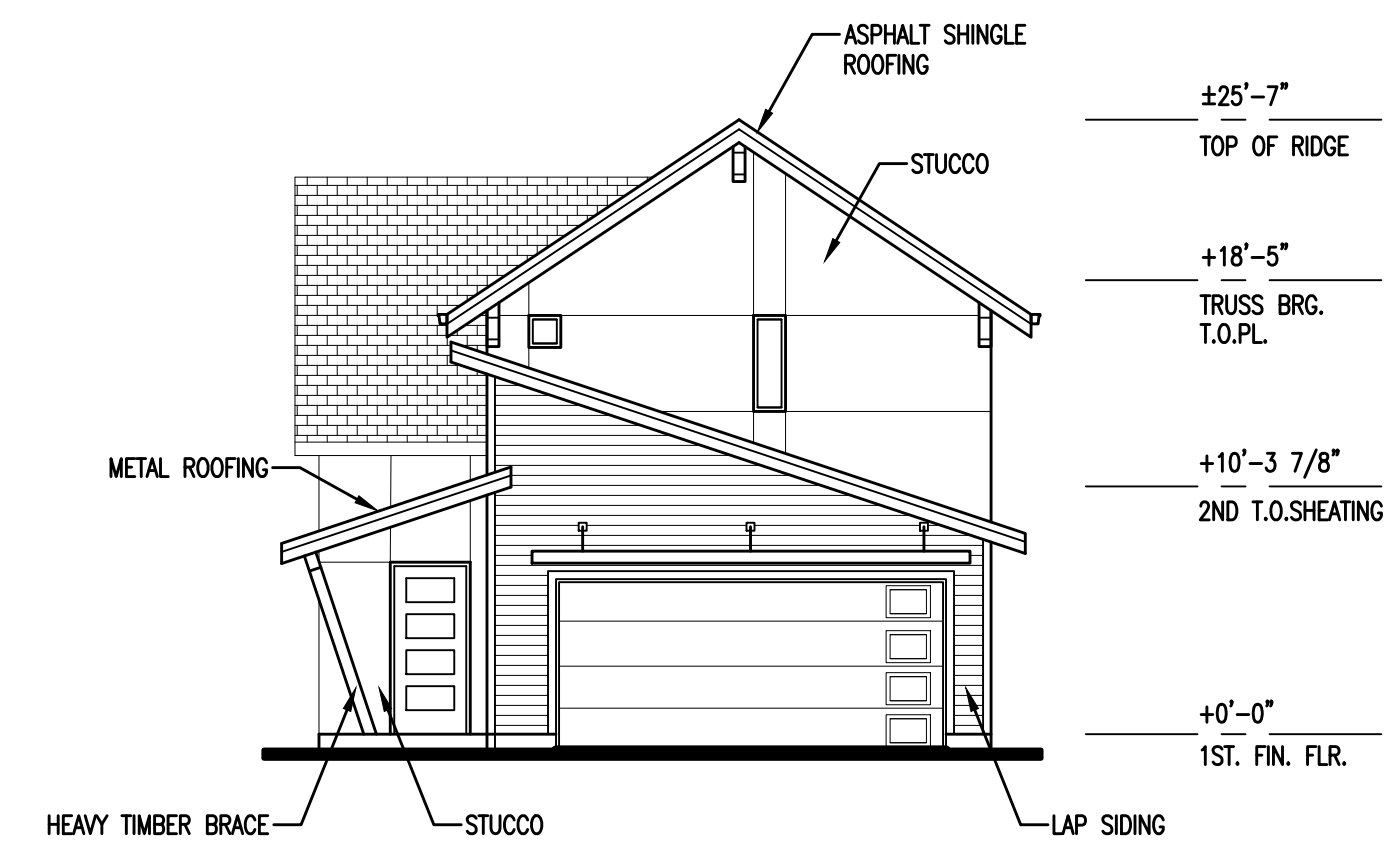 ASPHALT SHINGLE
ROOFING
±25'-7"
TOP OF RIDGE
STUCCO
+18'-5"
TRUSS BRG.
T.O.PL.
METAL ROOFING
+10'-3 7/8"
2ND T.O.SHEATING
+0'-0"
1ST. FIN. FLR.
HEAVY TIMBER BRACE
STUCCO
LAP SIDING